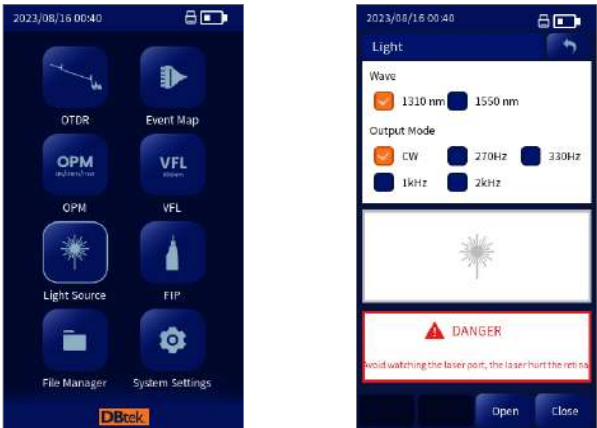 2023/08/16 00:40
OTDR
Event Map
OPM
VFL
OPM
VFL
Light Source
FIP
File Manager
System Settings
DBtek
2023/08/16 00:40
Light
Wave
1310 nm 1550 nm
Output Mode
CW 270Hz 330Hz
1kHz 2kHz
DANGER
Avoid watching the laser port, the laser hurt the retina
Open Close